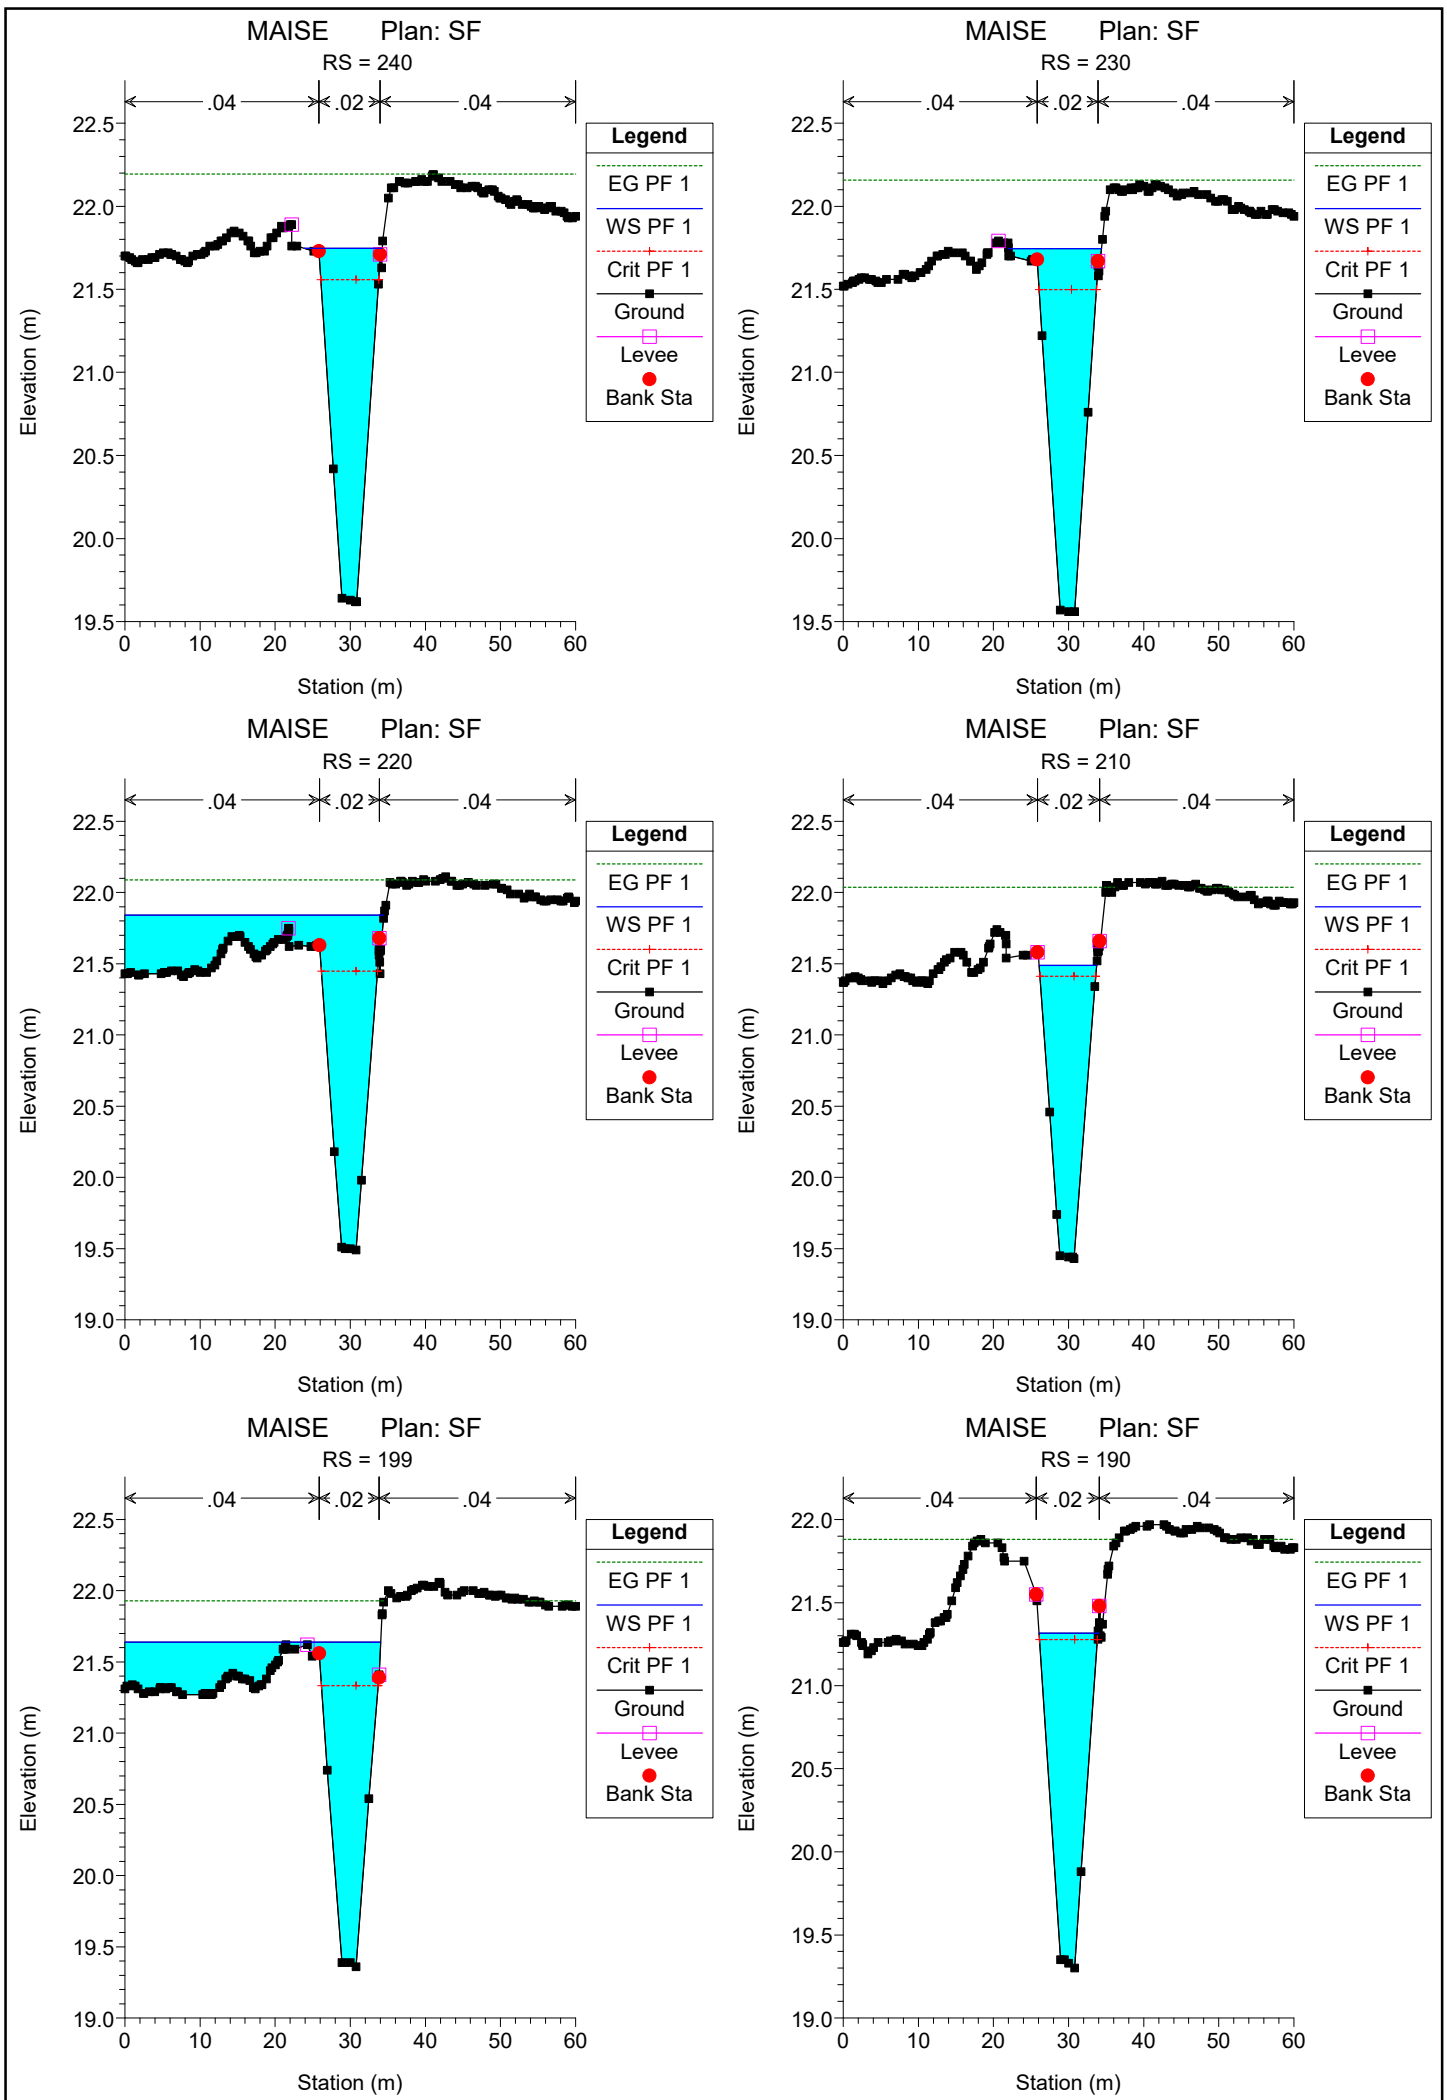 MAISE Plan: SF
RS = 240
.04 .02 .04
22.5
22.0
21.5
21.0
20.5
20.0
19.5
0 10 20 30 40 50 60
Station (m)
Elevation (m)
Legend
EG PF 1
WS PF 1
Crit PF 1
Ground
Levee
Bank Sta
MAISE Plan: SF
RS = 230
.04 .02 .04
22.5
22.0
21.5
21.0
20.5
20.0
19.5
0 10 20 30 40 50 60
Station (m)
Elevation (m)
Legend
EG PF 1
WS PF 1
Crit PF 1
Ground
Levee
Bank Sta
MAISE Plan: SF
RS = 220
.04 .02 .04
22.5
22.0
21.5
21.0
20.5
20.0
19.5
19.0
0 10 20 30 40 50 60
Station (m)
Elevation (m)
Legend
EG PF 1
WS PF 1
Crit PF 1
Ground
Levee
Bank Sta
MAISE Plan: SF
RS = 210
.04 .02 .04
22.5
22.0
21.5
21.0
20.5
20.0
19.5
19.0
0 10 20 30 40 50 60
Station (m)
Elevation (m)
Legend
EG PF 1
WS PF 1
Crit PF 1
Ground
Levee
Bank Sta
MAISE Plan: SF
RS = 199
.04 .02 .04
22.5
22.0
21.5
21.0
20.5
20.0
19.5
19.0
0 10 20 30 40 50 60
Station (m)
Elevation (m)
Legend
EG PF 1
WS PF 1
Crit PF 1
Ground
Levee
Bank Sta
MAISE Plan: SF
RS = 190
.04 .02 .04
22.0
21.5
21.0
20.5
20.0
19.5
19.0
0 10 20 30 40 50 60
Station (m)
Elevation (m)
Legend
EG PF 1
WS PF 1
Crit PF 1
Ground
Levee
Bank Sta